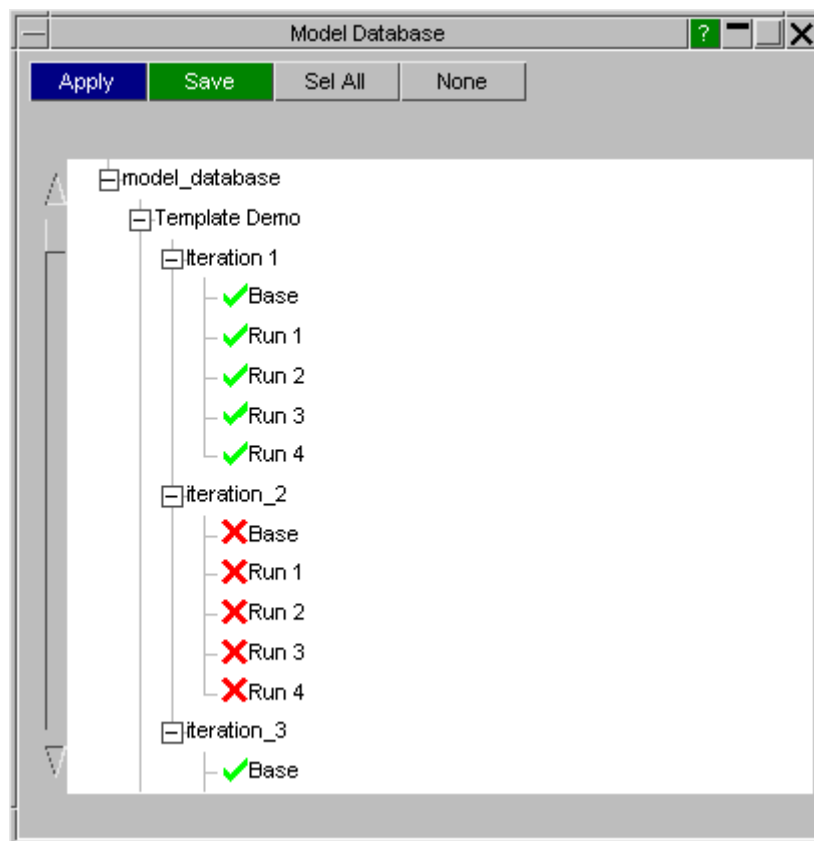 Model Database ?
Apply Save Sel All None
model_database
Template Demo
Iteration 1
Base
Run 1
Run 2
Run 3
Run 4
iteration_2
Base
Run 1
Run 2
Run 3
Run 4
iteration_3
Base